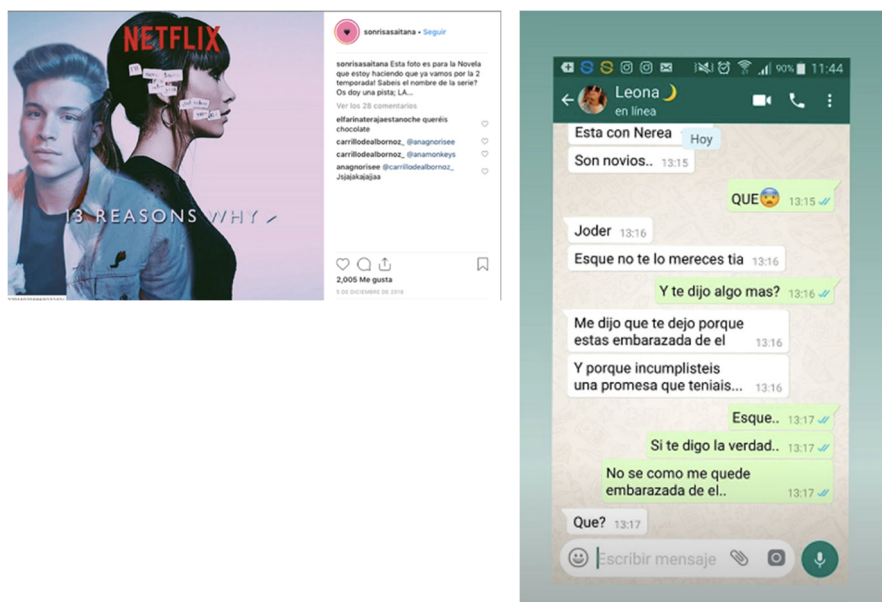 NETFLIX
13 REASONS WHY
sonrisasaitana • Seguir
sonrisasaitana Esta foto es para la Novela
que estoy haciendo que ya vamos por la 2
temporada! Sabeis el nombre de la serie?
Os doy una pista; LA...
Ver los 28 comentarios
elfarinaterajaestanoche queréis
chocolate
carrillodealbornoz_ @anagnorisee
carrillodealbornoz_ @anamonkeys
anagnorisee @carrillodealbornoz_
Jsjajakajajjaa
2,005 Me gusta
5 DE DICIEMBRE DE 2018
90% 11:44
Leona
en línea
Esta con Nerea
Hoy
Son novios.. 13:15
QUE 13:15
Joder 13:16
Esque no te lo mereces tia 13:16
Y te dijo algo mas? 13:16
Me dijo que te dejo porque
estas embarazada de el 13:16
Y porque incumplisteis
una promesa que teniais... 13:16
Esque.. 13:17
Si te digo la verdad.. 13:17
No se como me quede
embarazada de el.. 13:17
Que? 13:17
Escribir mensaje